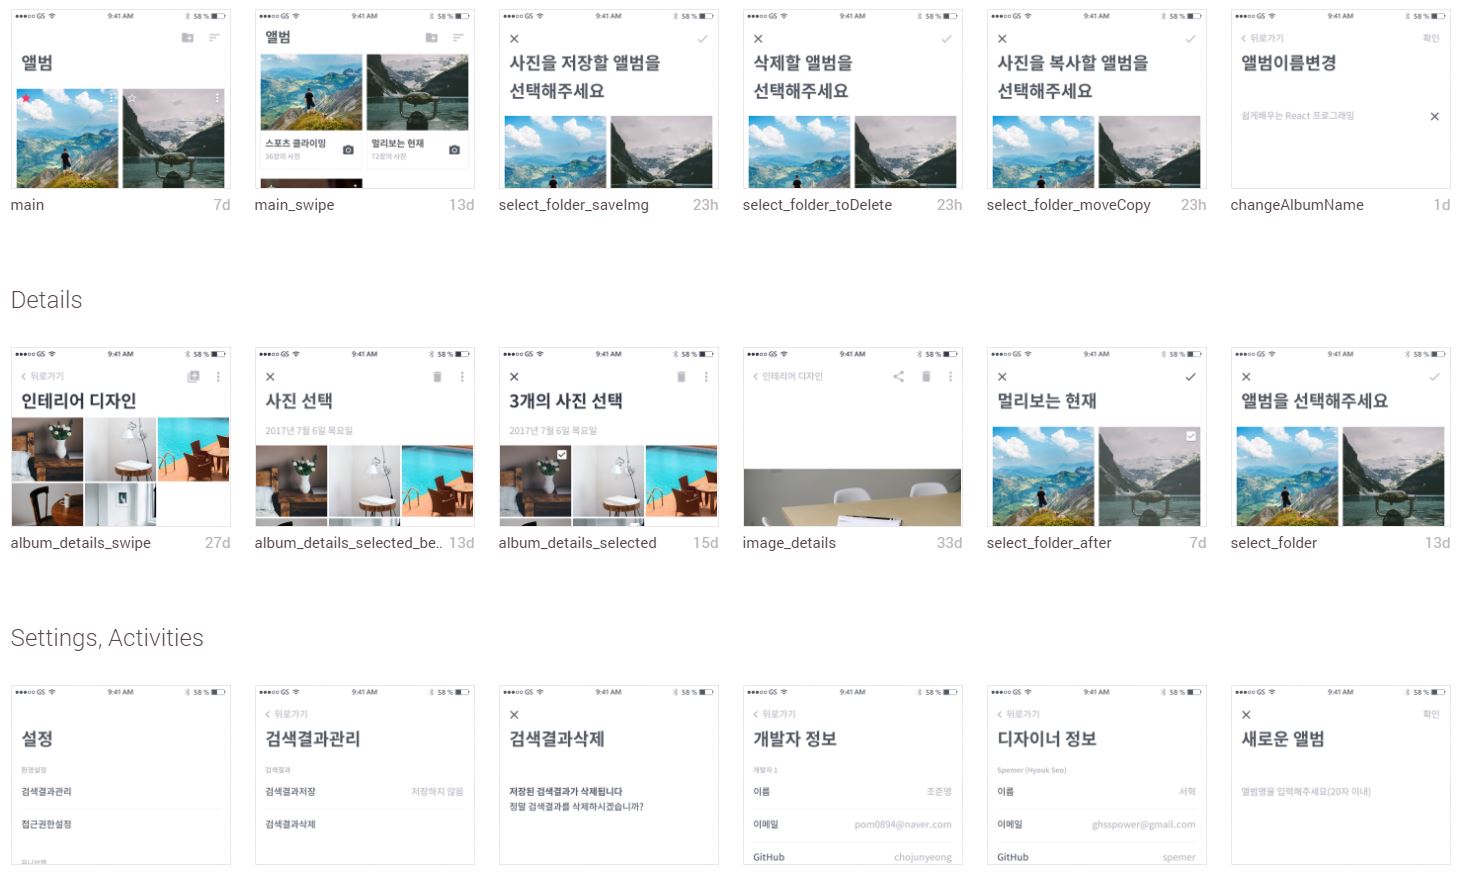 ●●●○○ GS 9:41 AM 58 %
앨범
main 7d
●●●○○ GS 9:41 AM 58 %
앨범
스포츠 클라이밍
36장의 사진
멀리보는 현재
72장의 사진
main_swipe 13d
●●●○○ GS 9:41 AM 58 %
사진을 저장할 앨범을
선택해주세요
select_folder_saveImg 23h
●●●○○ GS 9:41 AM 58 %
삭제할 앨범을
선택해주세요
select_folder_toDelete 23h
●●●○○ GS 9:41 AM 58 %
사진을 복사할 앨범을
선택해주세요
select_folder_moveCopy 23h
●●●○○ GS 9:41 AM 58 %
뒤로가기 확인
앨범이름변경
쉽게배우는 React 프로그래밍
changeAlbumName 1d
Details
●●●○○ GS 9:41 AM 58 %
뒤로가기
인테리어 디자인
album_details_swipe 27d
●●●○○ GS 9:41 AM 58 %
사진 선택
2017년 7월 6일 목요일
album_details_selected_be.. 13d
●●●○○ GS 9:41 AM 58 %
3개의 사진 선택
2017년 7월 6일 목요일
album_details_selected 15d
●●●○○ GS 9:41 AM 58 %
인테리어 디자인
image_details 33d
●●●○○ GS 9:41 AM 58 %
멀리보는 현재
select_folder_after 7d
●●●○○ GS 9:41 AM 58 %
앨범을 선택해주세요
select_folder 13d
Settings, Activities
●●●○○ GS 9:41 AM 58 %
설정
환경설정
검색결과관리
접근권한설정
●●●○○ GS 9:41 AM 58 %
뒤로가기
검색결과관리
검색결과
검색결과저장 저장하지 않음
검색결과삭제
●●●○○ GS 9:41 AM 58 %
검색결과삭제
저장된 검색결과가 삭제됩니다
정말 검색결과를 삭제하시겠습니까?
●●●○○ GS 9:41 AM 58 %
뒤로가기
개발자 정보
개발자 1
이름 조준영
이메일 pom0894@naver.com
GitHub chojunyeong
●●●○○ GS 9:41 AM 58 %
뒤로가기
디자이너 정보
Spemer (Hyouk Seo)
이름 서혁
이메일 ghsspower@gmail.com
GitHub spemer
●●●○○ GS 9:41 AM 58 %
확인
새로운 앨범
앨범명을 입력해주세요(20자 이내)